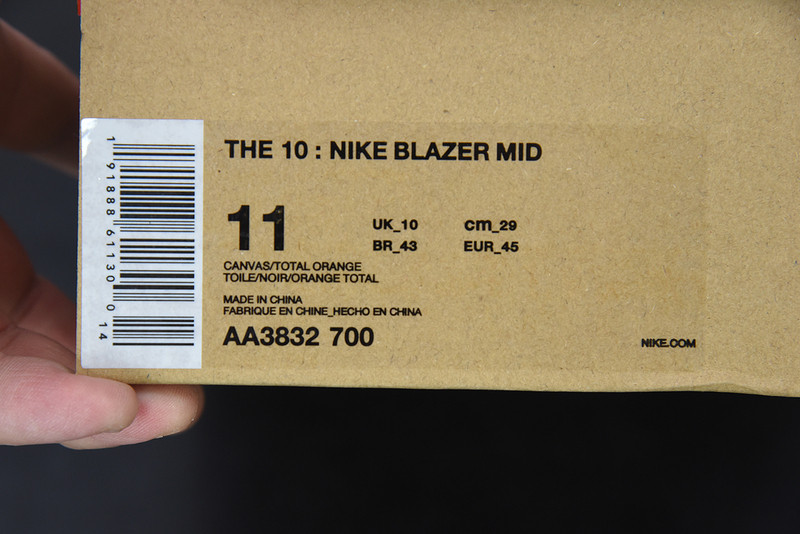 THE 10 : NIKE BLAZER MID
11
UK_10 cm_29
BR_43 EUR_45
CANVAS/TOTAL ORANGE
TOILE/NOIR/ORANGE TOTAL
MADE IN CHINA
FABRIQUE EN CHINE_HECHO EN CHINA
AA3832 700
NIKE.COM
1 91888 61130 0 14